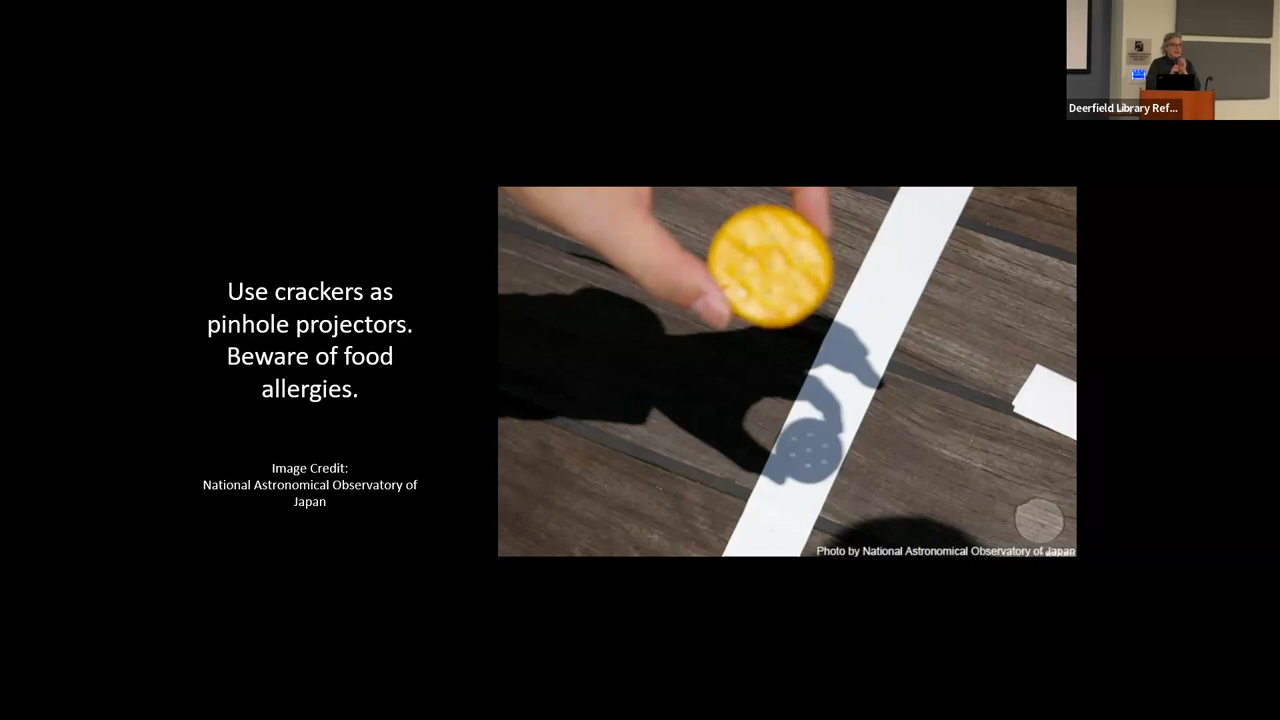 Deerfield Library Ref...
Use crackers as
pinhole projectors.
Beware of food
allergies.
Image Credit:
National Astronomical Observatory of
Japan
Photo by National Astronomical Observatory of Japan